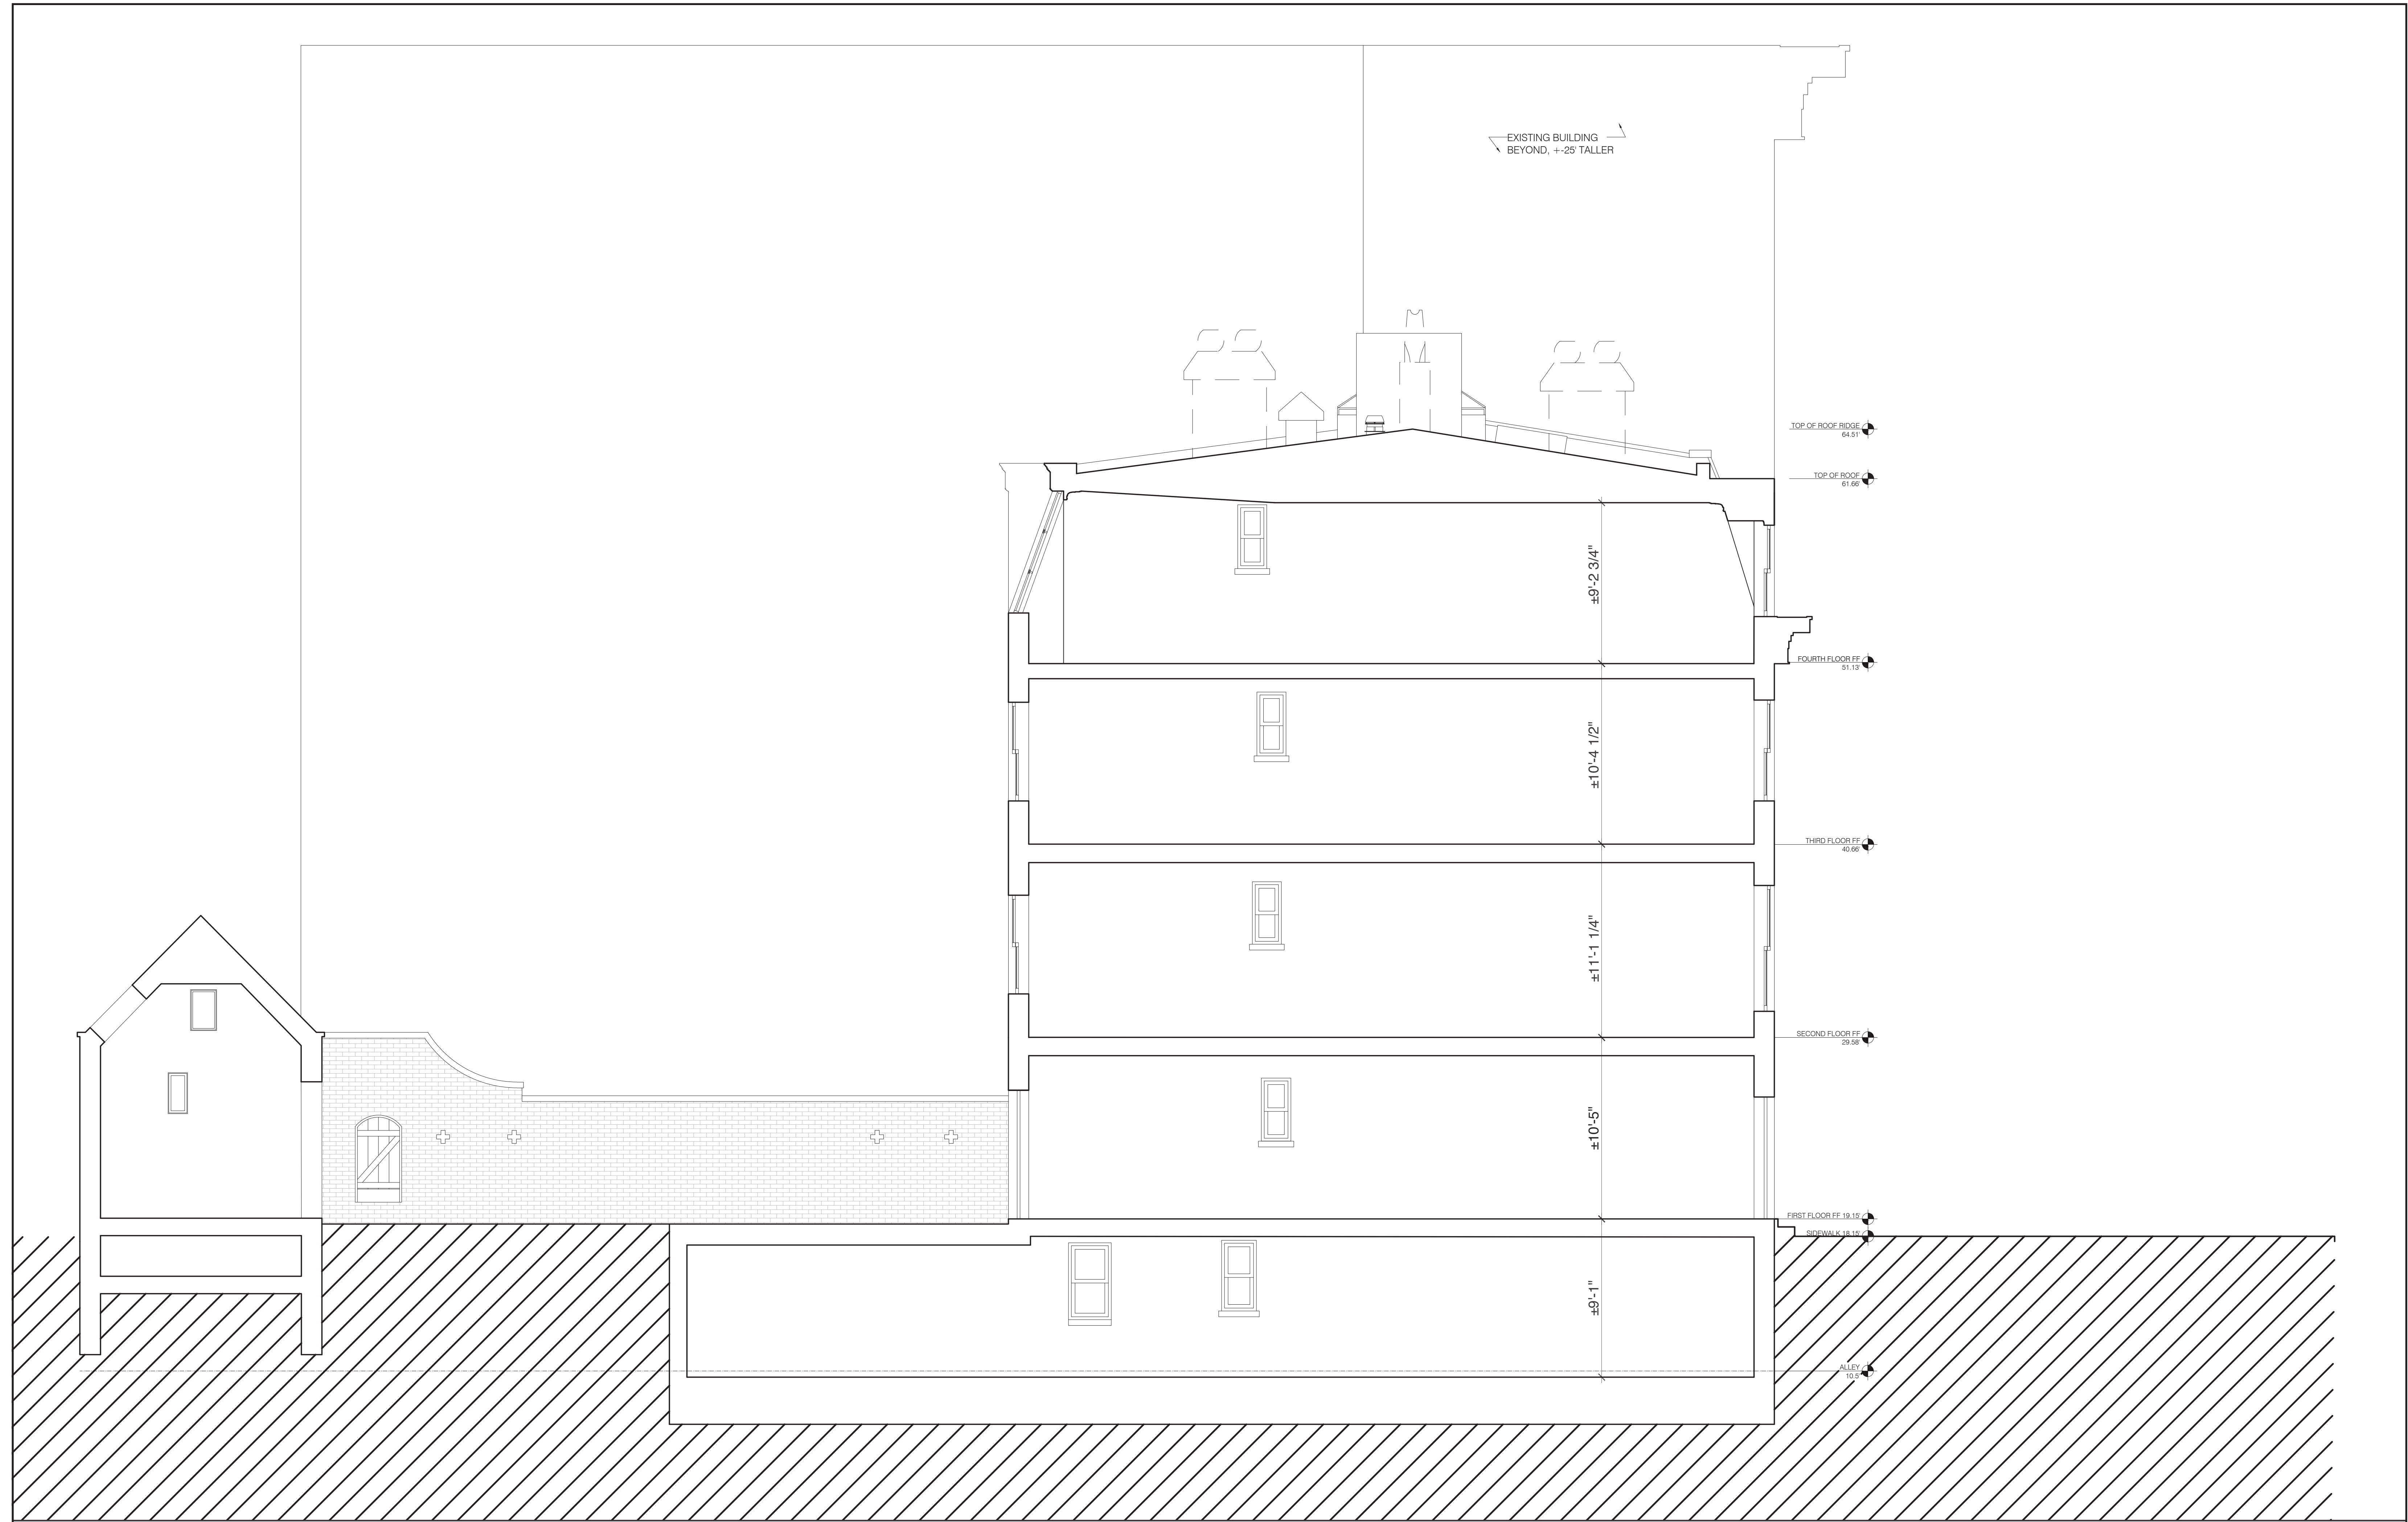 EXISTING BUILDING
BEYOND, +-25' TALLER
TOP OF ROOF RIDGE
64.51'
TOP OF ROOF
61.66'
±9'-2 3/4"
FOURTH FLOOR FF
51.13'
±10'-4 1/2"
THIRD FLOOR FF
40.66'
±11'-1 1/4"
SECOND FLOOR FF
29.58'
±10'-5"
FIRST FLOOR FF 19.15'
SIDEWALK 18.15'
±9'-1"
ALLEY
10.5'